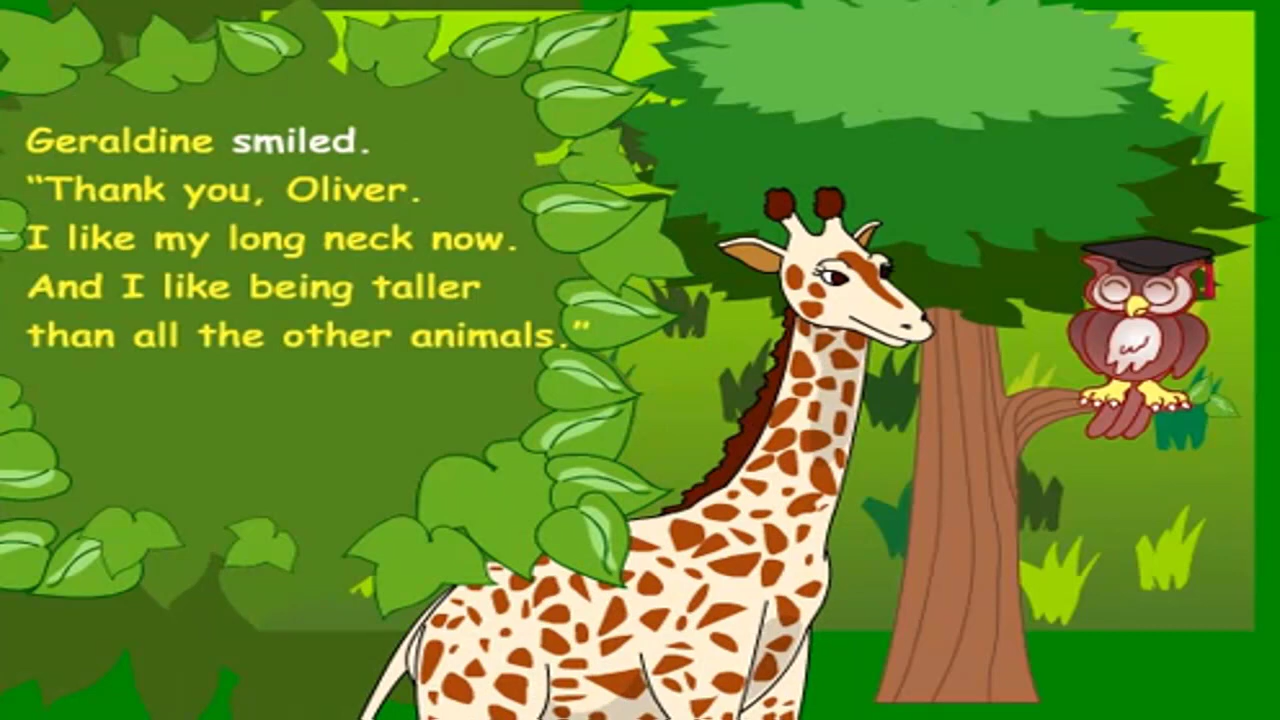 Geraldine smiled.
“Thank you, Oliver.
I like my long neck now.
And I like being taller
than all the other animals.”